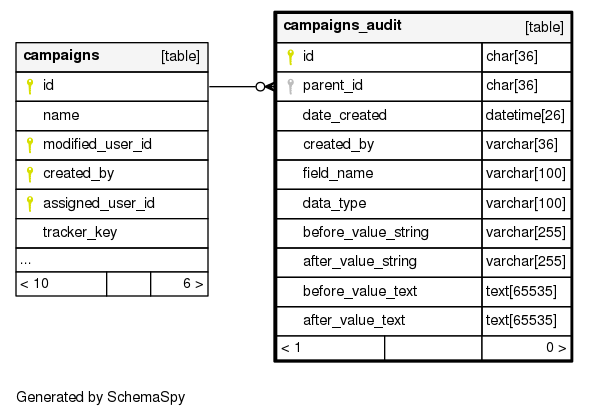 campaigns [table]
id
name
modified_user_id
created_by
assigned_user_id
tracker_key
...
< 10 6 >
campaigns_audit [table]
id char[36]
parent_id char[36]
date_created datetime[26]
created_by varchar[36]
field_name varchar[100]
data_type varchar[100]
before_value_string varchar[255]
after_value_string varchar[255]
before_value_text text[65535]
after_value_text text[65535]
< 1 0 >
Generated by SchemaSpy